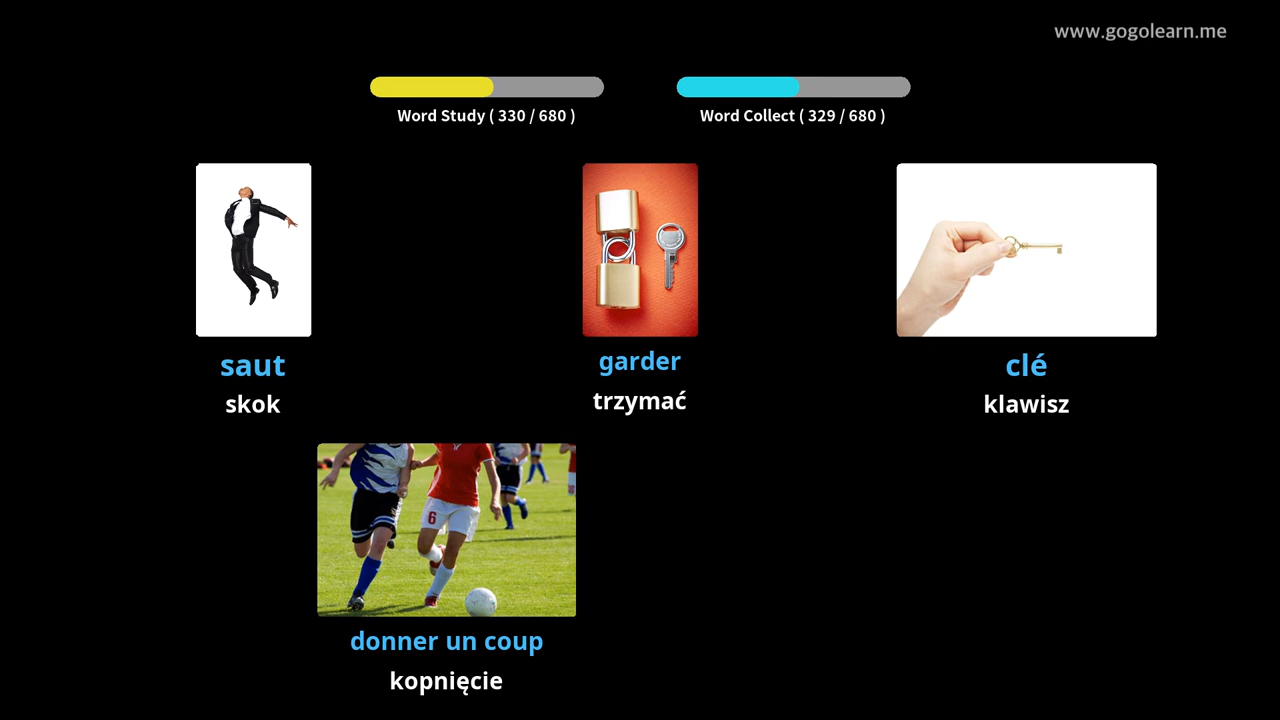 www.gogolearn.me
Word Study ( 330 / 680 )
Word Collect ( 329 / 680 )
saut
skok
garder
trzymać
clé
klawisz
6
donner un coup
kopnięcie